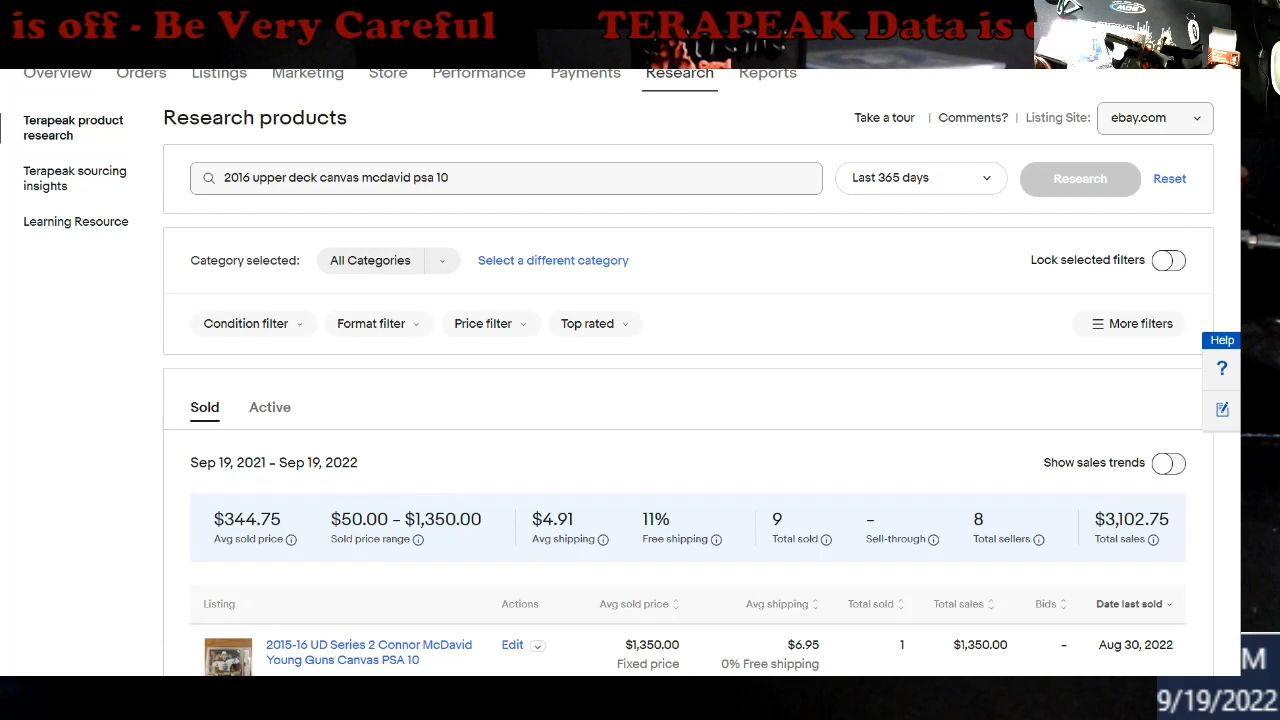 is off - Be Very Careful TERAPEAK Data is
Overview Orders Listings Marketing Store Performance Payments Research Reports
Terapeak product
research
Terapeak sourcing
insights
Learning Resource
Research products
Take a tour | Comments? | Listing Site: ebay.com
2016 upper deck canvas mcdavid psa 10
Last 365 days
Research
Reset
Category selected: All Categories Select a different category
Lock selected filters
Condition filter Format filter Price filter Top rated
More filters
Help
?
Sold Active
Sep 19, 2021 - Sep 19, 2022
Show sales trends
$344.75 $50.00 - $1,350.00 $4.91 11% 9 - 8 $3,102.75
Avg sold price Sold price range Avg shipping Free shipping Total sold Sell-through Total sellers Total sales
Listing Actions Avg sold price Avg shipping Total sold Total sales Bids Date last sold
2015-16 UD Series 2 Connor McDavid Edit $1,350.00 $6.95 1 $1,350.00 - Aug 30, 2022
Young Guns Canvas PSA 10 Fixed price 0% Free shipping
M
9/19/2022